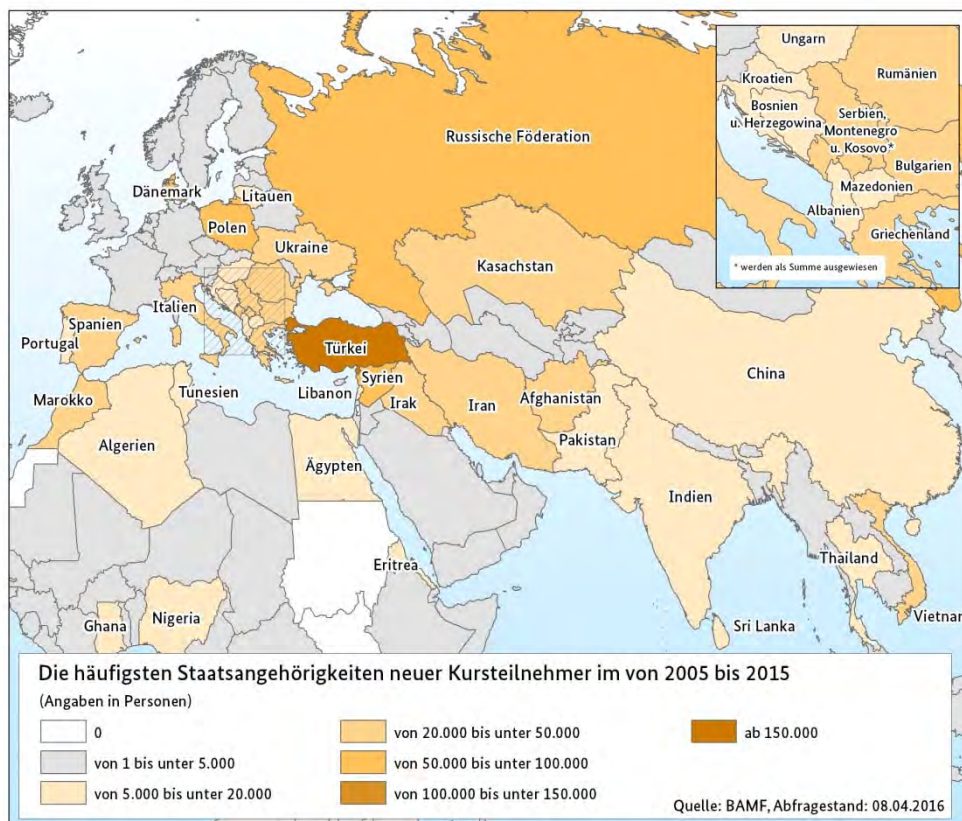 Russische Föderation
Dänemark
Litauen
Polen
Ukraine
Kasachstan
Italien
Spanien
Portugal
Türkei
China
Marokko
Tunesien
Libanon
Syrien
Irak
Iran
Afghanistan
Pakistan
Algerien
Ägypten
Indien
Eritrea
Thailand
Ghana
Nigeria
Sri Lanka
Vietnam
Ungarn
Kroatien
Rumänien
Bosnien
u. Herzegowina
Serbien,
Montenegro
u. Kosovo*
Bulgarien
Mazedonien
Albanien
Griechenland
* werden als Summe ausgewiesen
Die häufigsten Staatsangehörigkeiten neuer Kursteilnehmer im von 2005 bis 2015
(Angaben in Personen)
0
von 1 bis unter 5.000
von 5.000 bis unter 20.000
von 20.000 bis unter 50.000
von 50.000 bis unter 100.000
von 100.000 bis unter 150.000
ab 150.000
Quelle: BAMF, Abfragestand: 08.04.2016